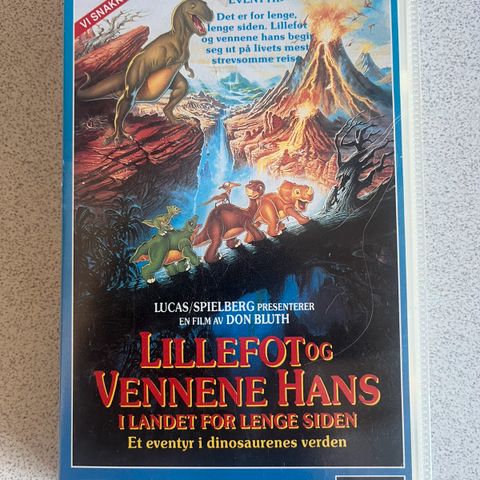 VI SNAKK
EVENTYR
Det er for lenge,
lenge siden. Lillefot
og vennene hans begir
seg ut på livets mest
strevsomme reise
LUCAS/SPIELBERG PRESENTERER
EN FILM AV DON BLUTH
LILLEFOT OG
VENNENE HANS
I LANDET FOR LENGE SIDEN
Et eventyr i dinosaurenes verden